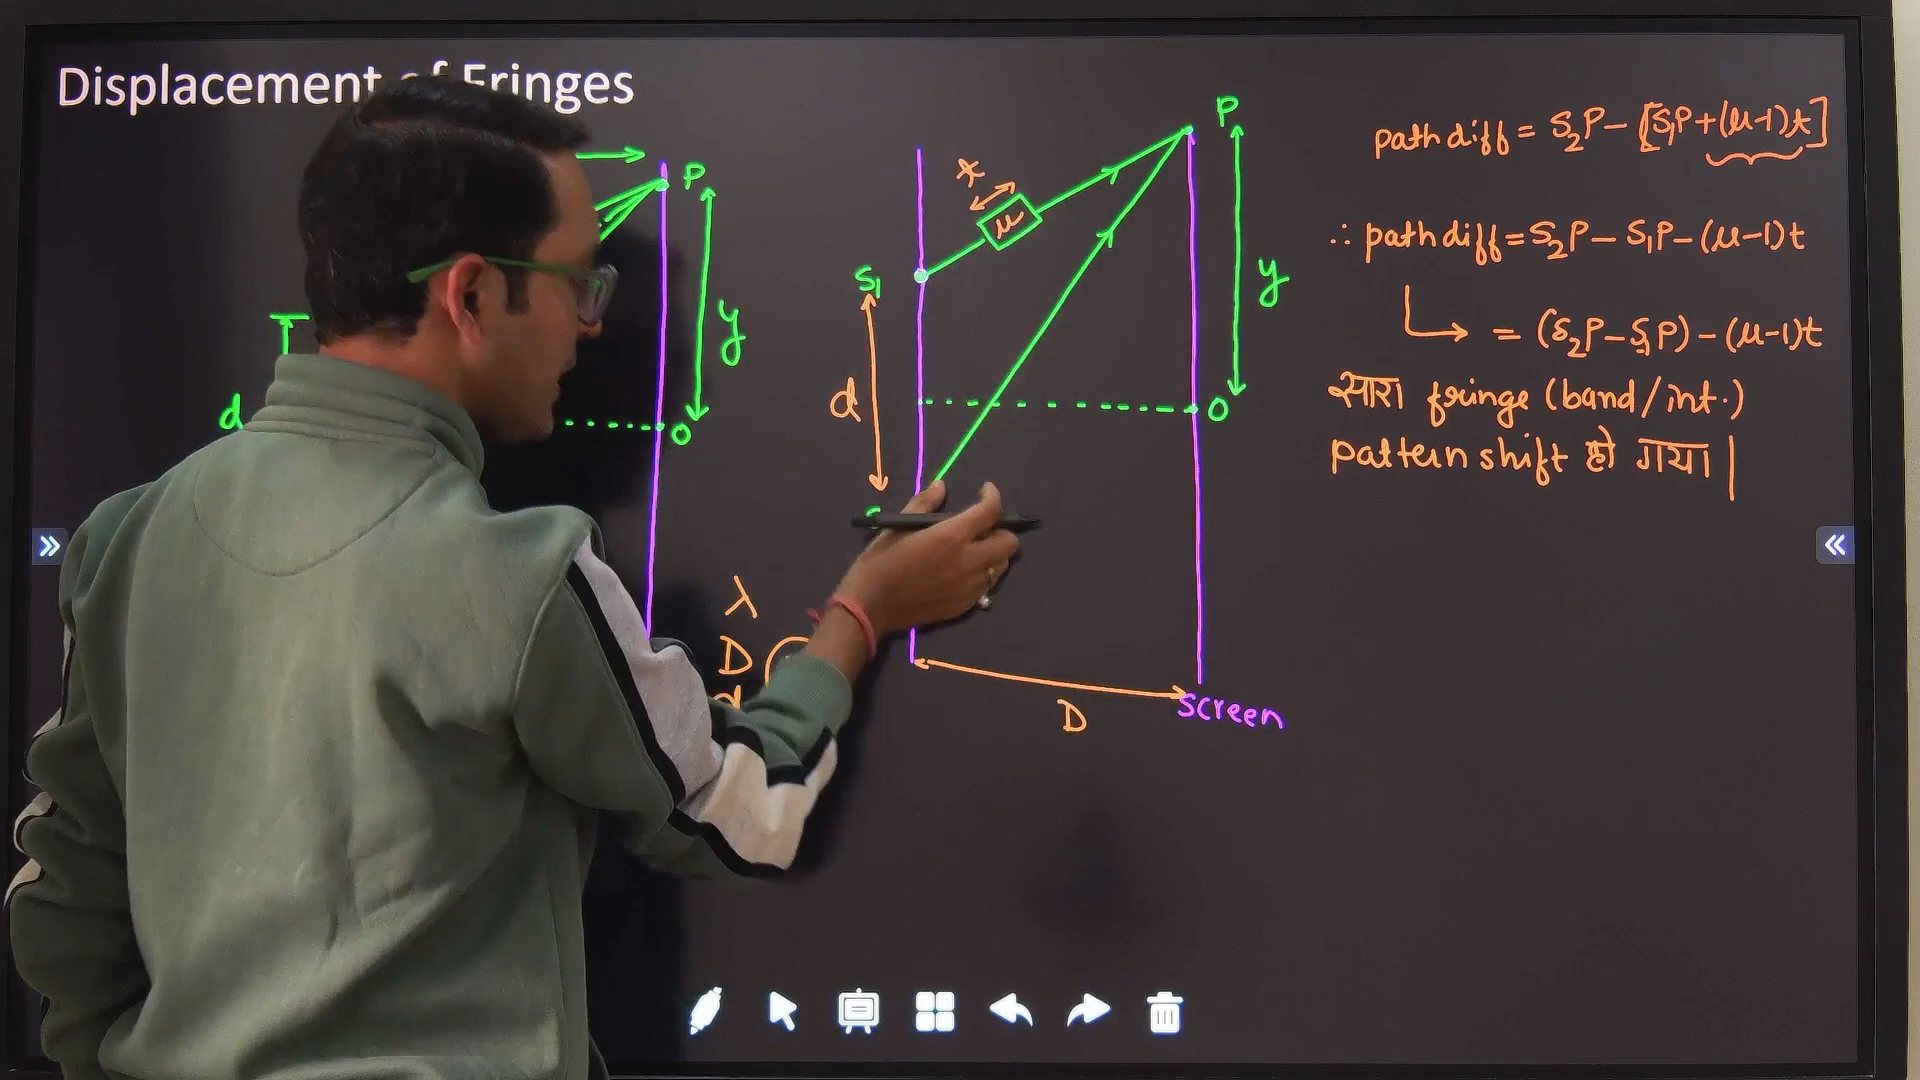 Displacement of Fringes
P
y
O
d
λ
D
P
t
μ
S₁
y
d
O
D
Screen
path diff = S₂P - [S₁P + (μ-1)t]
∴ path diff = S₂P - S₁P - (μ-1)t
= (S₂P - S₁P) - (μ-1)t
सारा fringe (band/int.)
pattern shift हो गया |